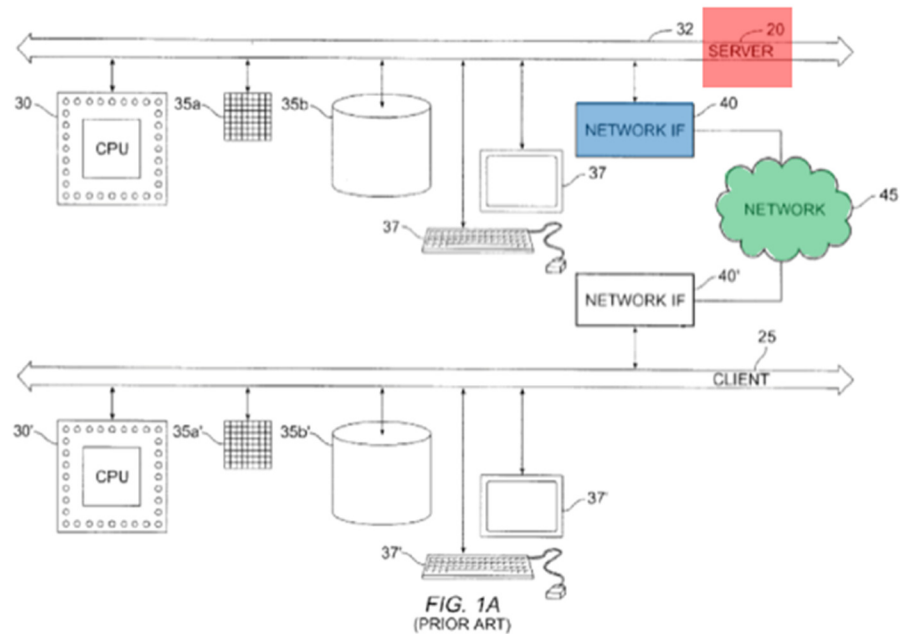 32
20
SERVER
30
35a
35b
40
CPU
NETWORK IF
37
45
NETWORK
37
40'
NETWORK IF
25
CLIENT
30'
35a'
35b'
CPU
37'
37'
FIG. 1A
(PRIOR ART)